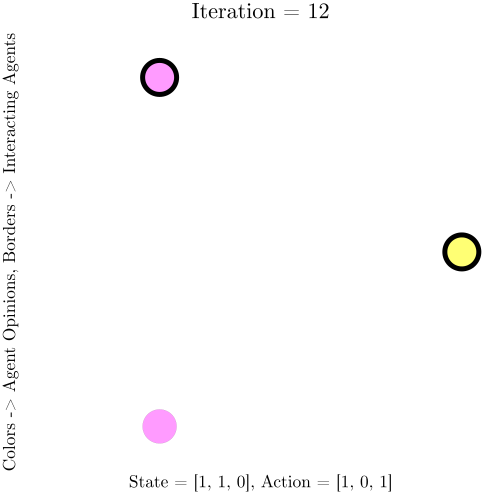 Iteration = 12
Colors -> Agent Opinions, Borders -> Interacting Agents
State = [1, 1, 0], Action = [1, 0, 1]